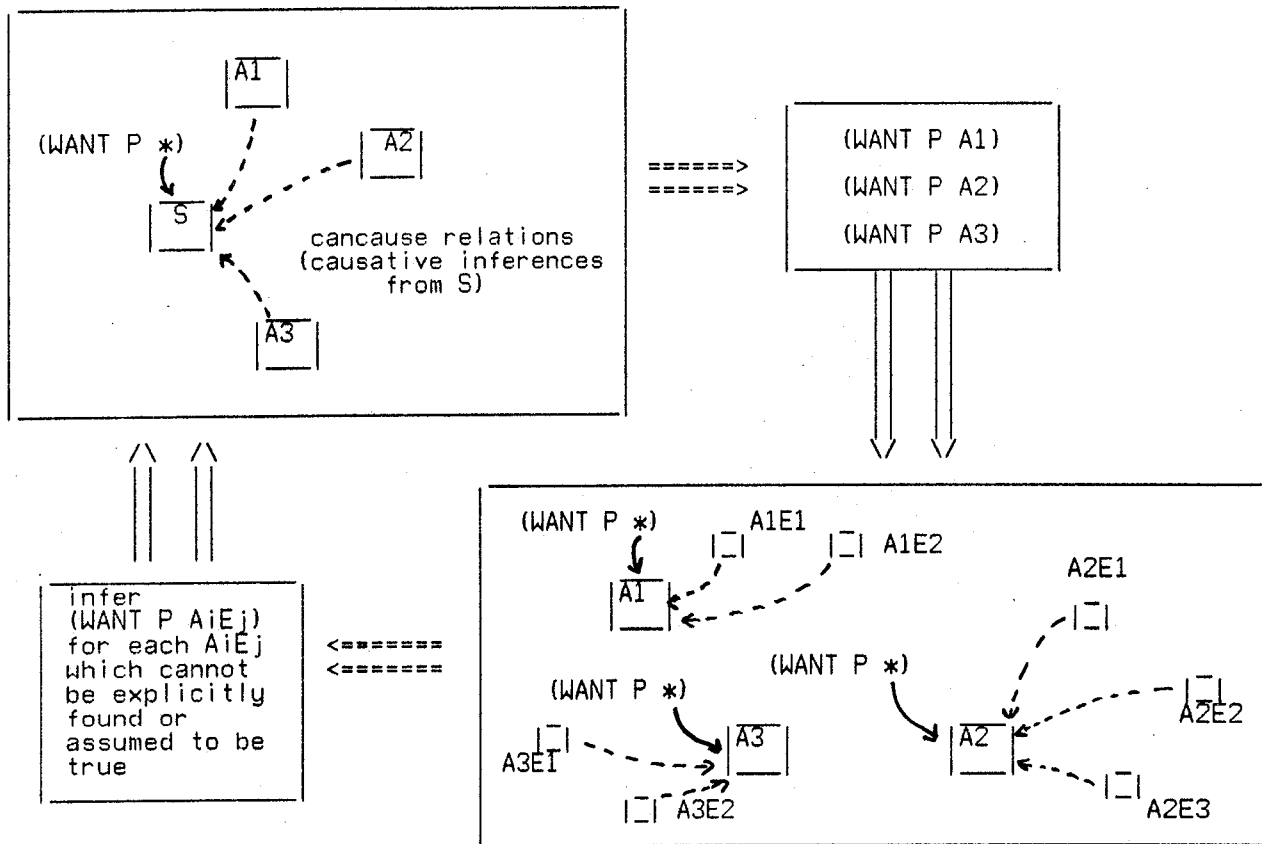 A1
(WANT P *)
A2
S
cancause relations
(causative inferences
from S)
A3
======>
======>
(WANT P A1)
(WANT P A2)
(WANT P A3)
(WANT P *)
A1E1
A1E2
A1
A2E1
(WANT P *)
(WANT P *)
A2E2
A3
A2
A3E1
A3E2
A2E3
<=======
<=======
infer
(WANT P AiEj)
for each AiEj
which cannot
be explicitly
found or
assumed to be
true